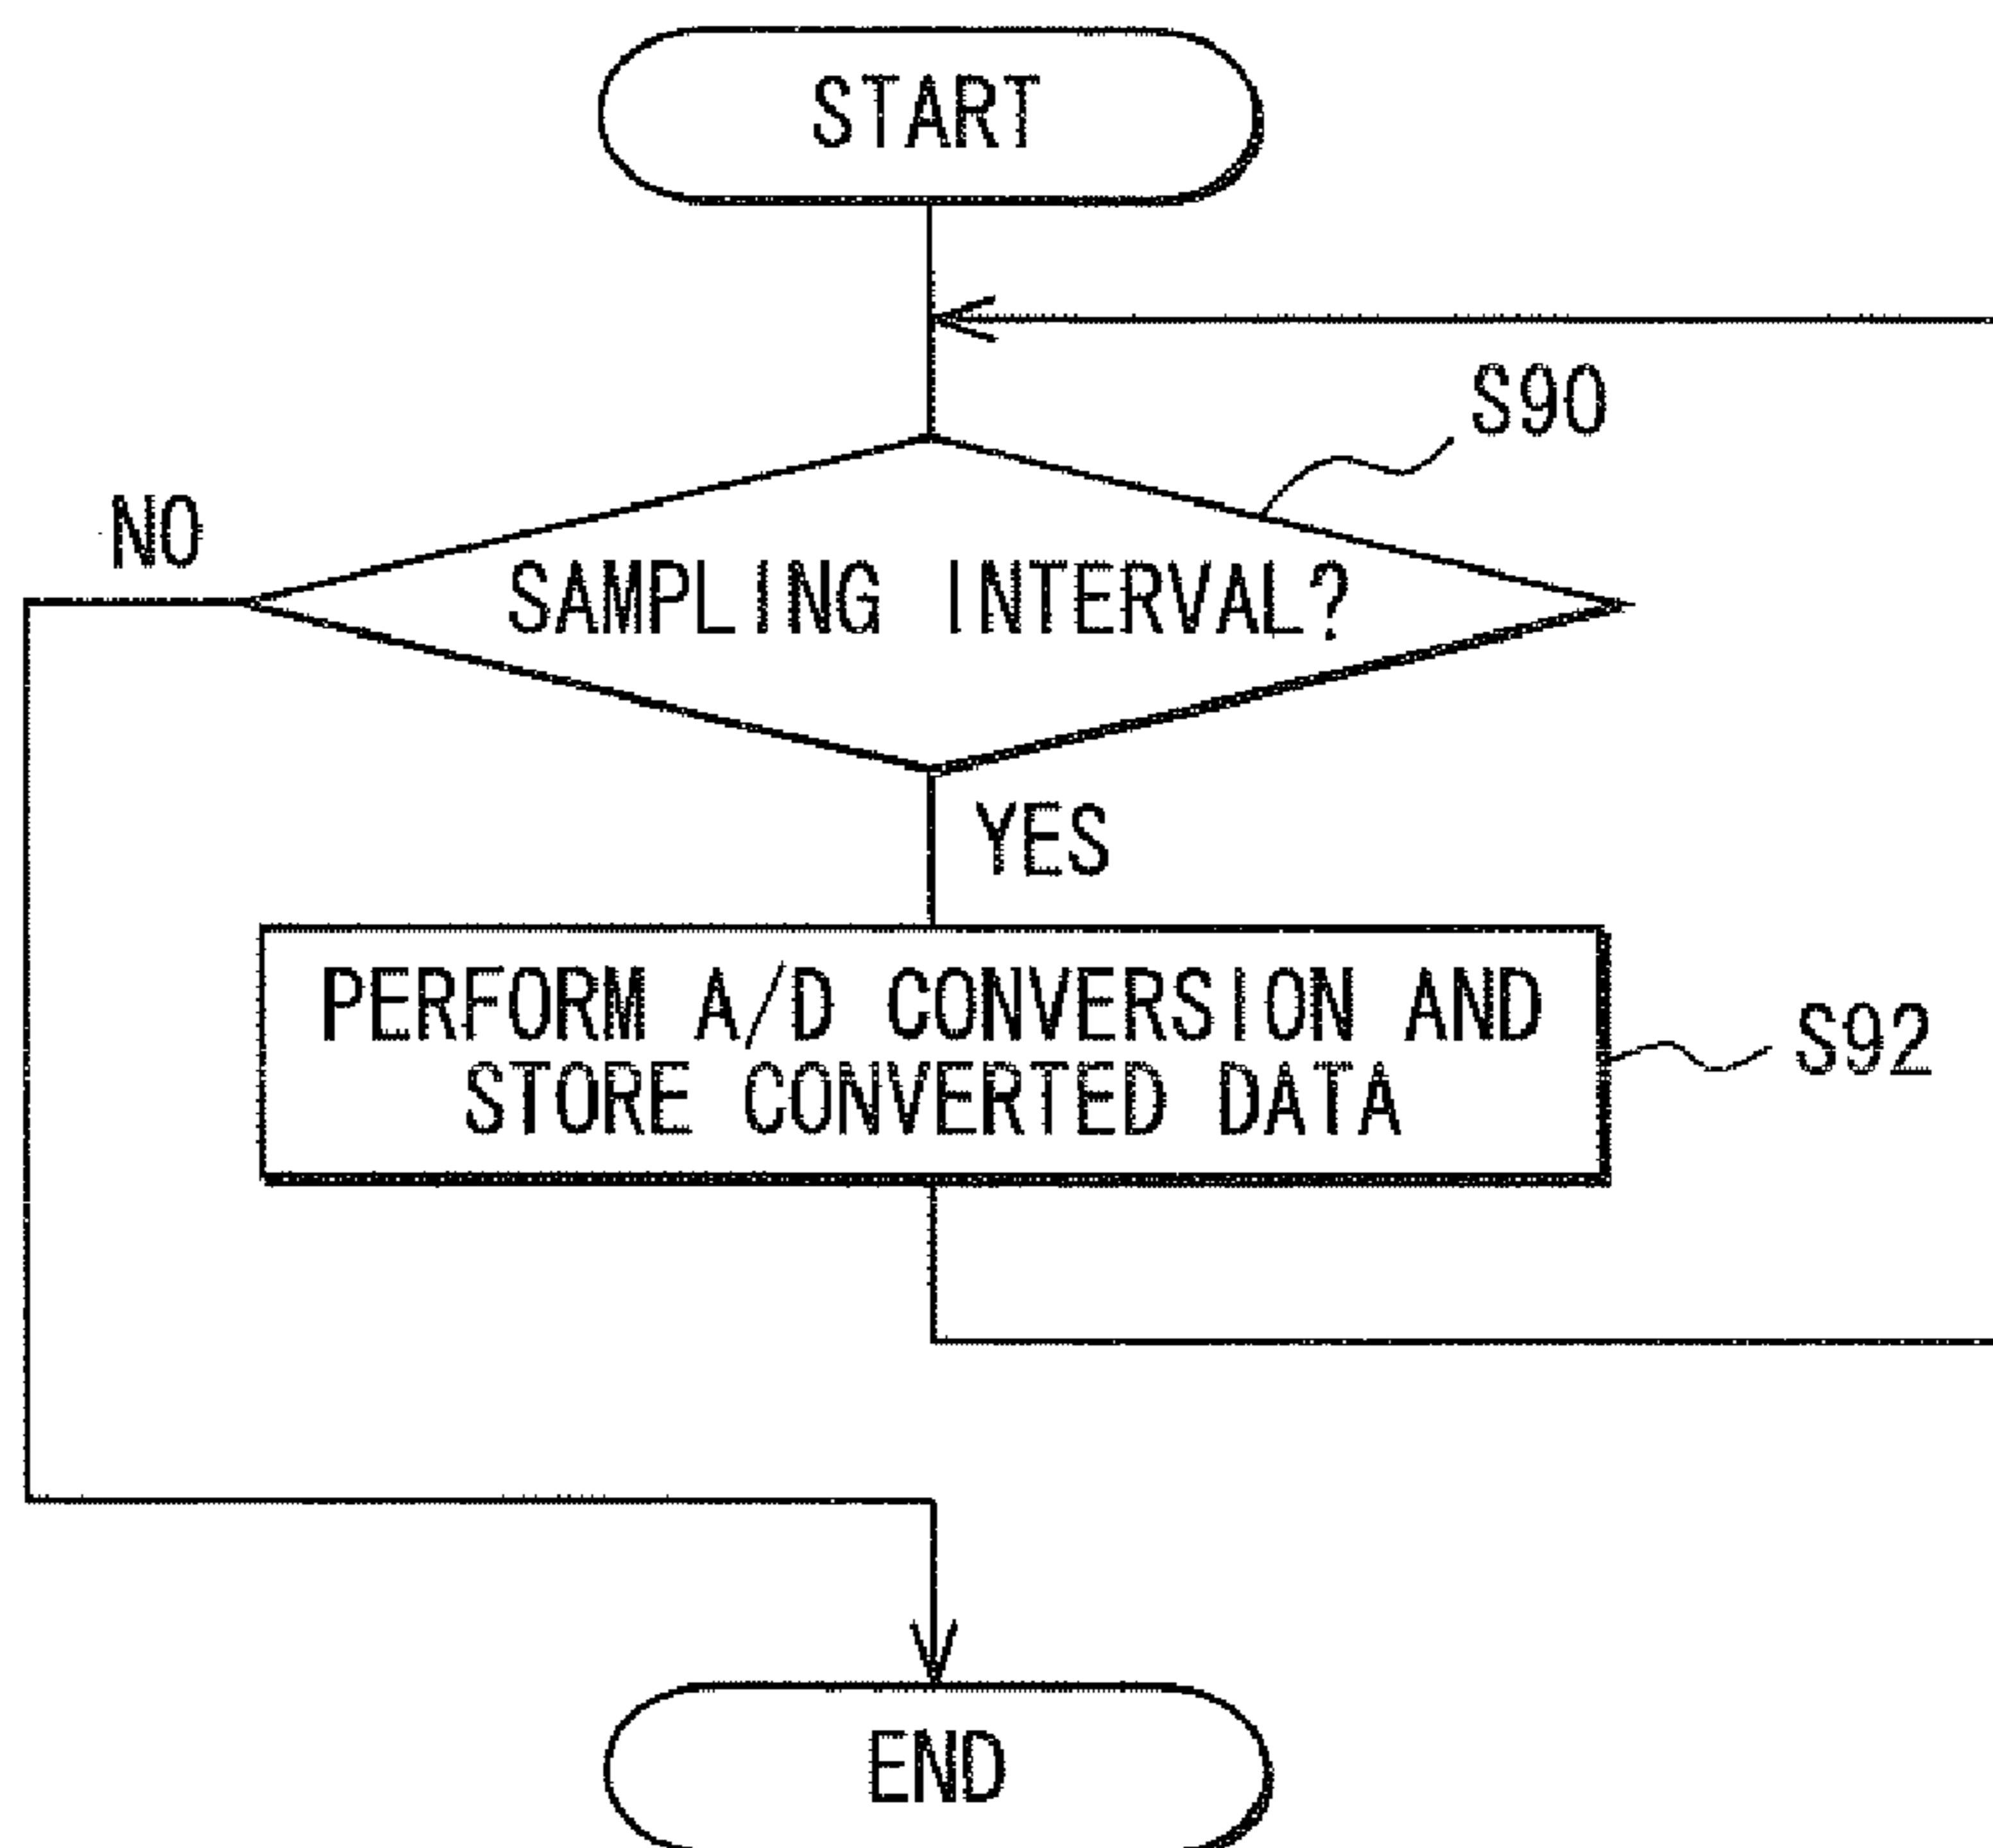 START
S90
NO
SAMPLING INTERVAL?
YES
PERFORM A/D CONVERSION AND
STORE CONVERTED DATA
S92
END